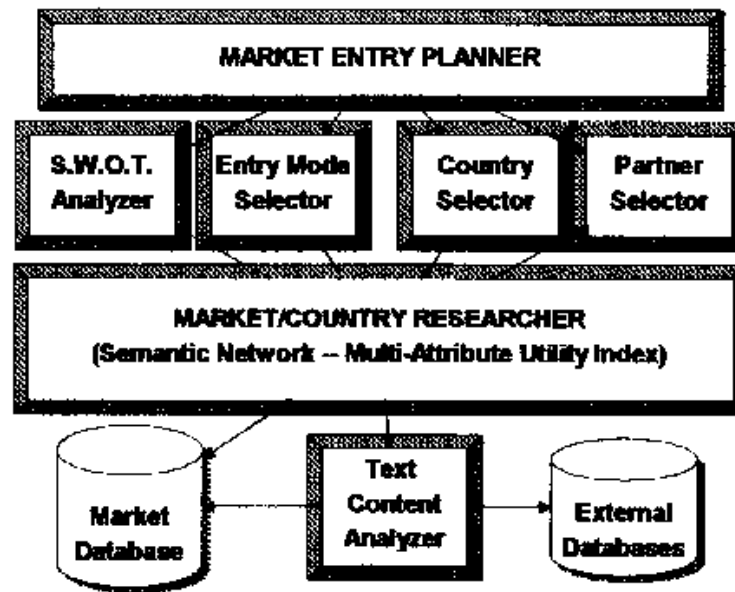 MARKET ENTRY PLANNER
S.W.O.T.
Analyzer
Entry Mode
Selector
Country
Selector
Partner
Selector
MARKET/COUNTRY RESEARCHER
(Semantic Network -- Multi-Attribute Utility Index)
Market
Database
Text
Content
Analyzer
External
Databases